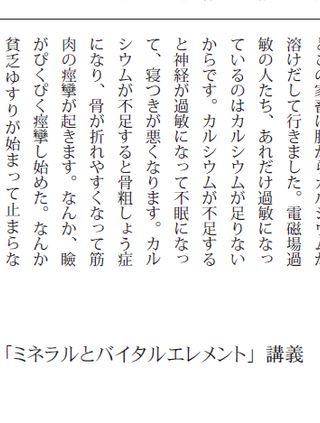 溶けだして行きました。電磁場過
敏の人たち、あれだけ過敏になっ
ているのはカルシウムが足りない
からです。カルシウムが不足する
と神経が過敏になって不眠になっ
て、寝つきが悪くなります。カル
シウムが不足すると骨粗しょう症
になり、骨が折れやすくなって筋
肉の痙攣が起きます。なんか、瞼
がぴくぴく痙攣し始めた。なんか
貧乏ゆすりが始まって止まらな
「ミネラルとバイタルエレメント」講義